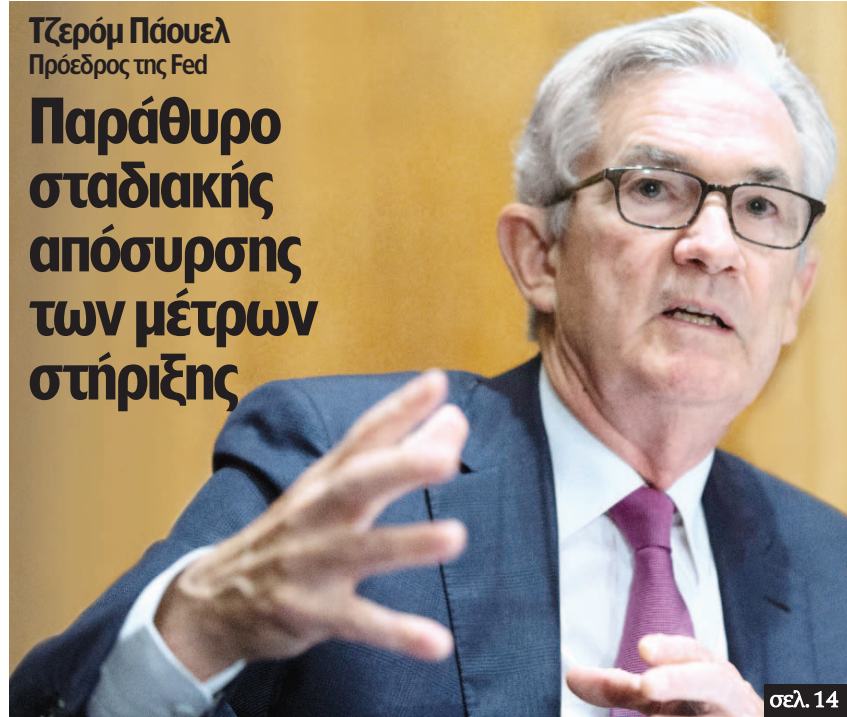 Τζερόμ Πάουελ
Πρόεδρος της Fed
Παράθυρο
σταδιακής
απόσυρσης
των μέτρων
στήριξης
σελ. 14